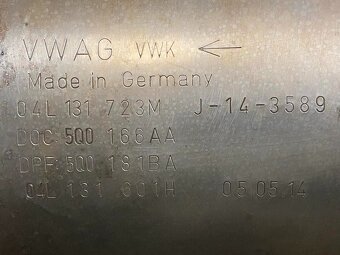 VWAG VWK ←
Made in Germany
04L 131 723M J-14-3589
DOC: 5Q0 166AA
DPF: 5Q0 181BA
04L 131 601H 05.05.14